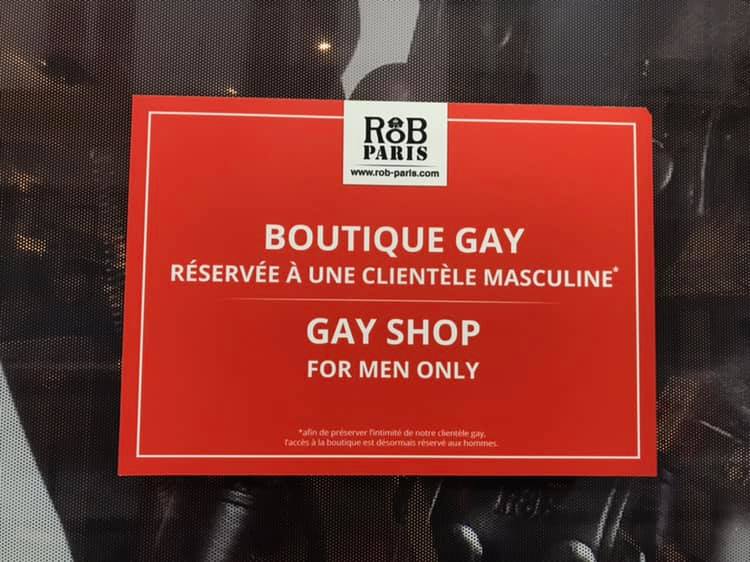 RoB
PARIS
www.rob-paris.com
BOUTIQUE GAY
RÉSERVÉE À UNE CLIENTÈLE MASCULINE*
GAY SHOP
FOR MEN ONLY
*afin de préserver l'intimité de notre clientèle gay,
l'accès à la boutique est désormais réservé aux hommes.
RoB